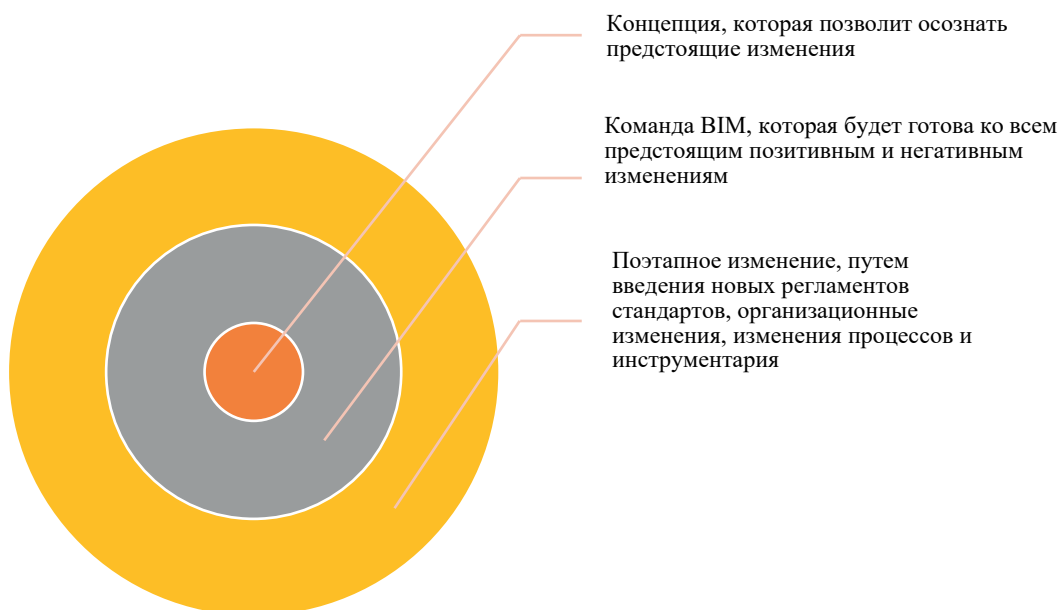 Концепция, которая позволит осознать
предстоящие изменения
Команда BIM, которая будет готова ко всем
предстоящим позитивным и негативным
изменениям
Поэтапное изменение, путем
введения новых регламентов
стандартов, организационные
изменения, изменения процессов и
инструментария